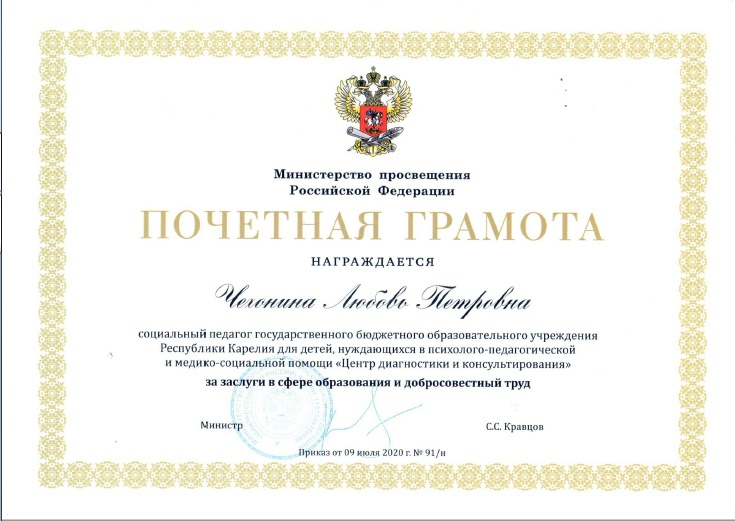 Министерство просвещения
Российской Федерации
ПОЧЕТНАЯ ГРАМОТА
НАГРАЖДАЕТСЯ
Чегонина Любовь Петровна
социальный педагог государственного бюджетного образовательного учреждения
Республики Карелия для детей, нуждающихся в психолого-педагогической
и медико-социальной помощи «Центр диагностики и консультирования»
за заслуги в сфере образования и добросовестный труд
Министр С.С. Кравцов
Приказ от 09 июля 2020 г. № 91/н